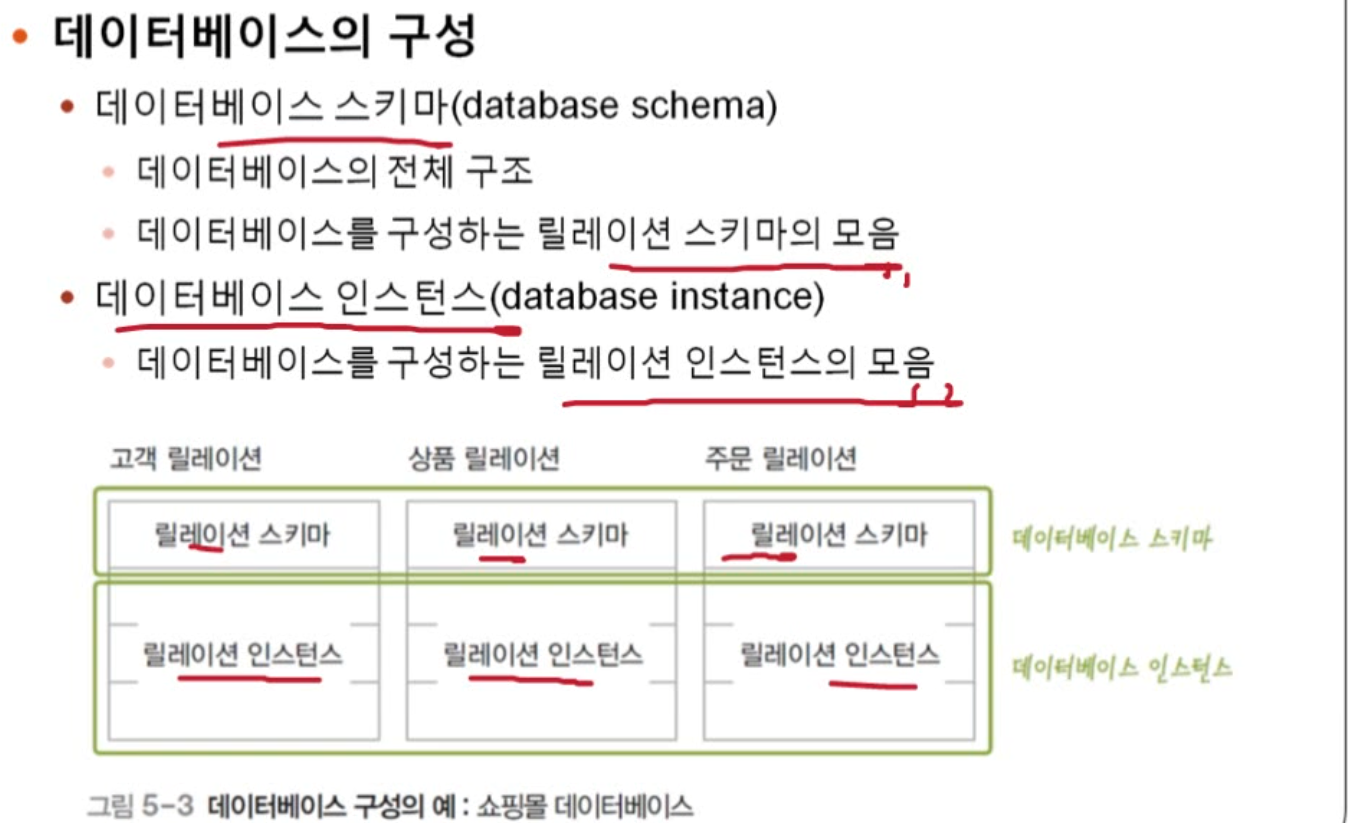 데이터베이스의 구성
데이터베이스 스키마(database schema)
데이터베이스의 전체 구조
데이터베이스를 구성하는 릴레이션 스키마의 모음
데이터베이스 인스턴스(database instance)
데이터베이스를 구성하는 릴레이션 인스턴스의 모음
고객 릴레이션 상품 릴레이션 주문 릴레이션
릴레이션 스키마 릴레이션 스키마 릴레이션 스키마 데이터베이스 스키마
릴레이션 인스턴스 릴레이션 인스턴스 릴레이션 인스턴스 데이터베이스 인스턴스
그림 5-3 데이터베이스 구성의 예 : 쇼핑몰 데이터베이스